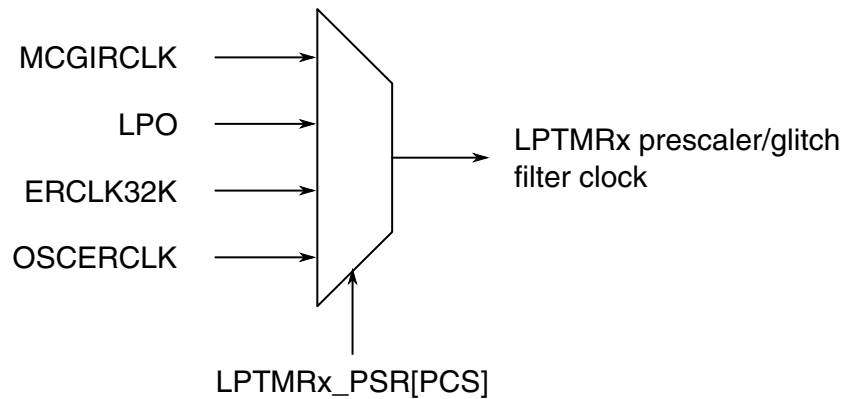 MCGIRCLK
LPO
ERCLK32K
OSCERCLK
LPTMRx prescaler/glitch
filter clock
LPTMRx_PSR[PCS]